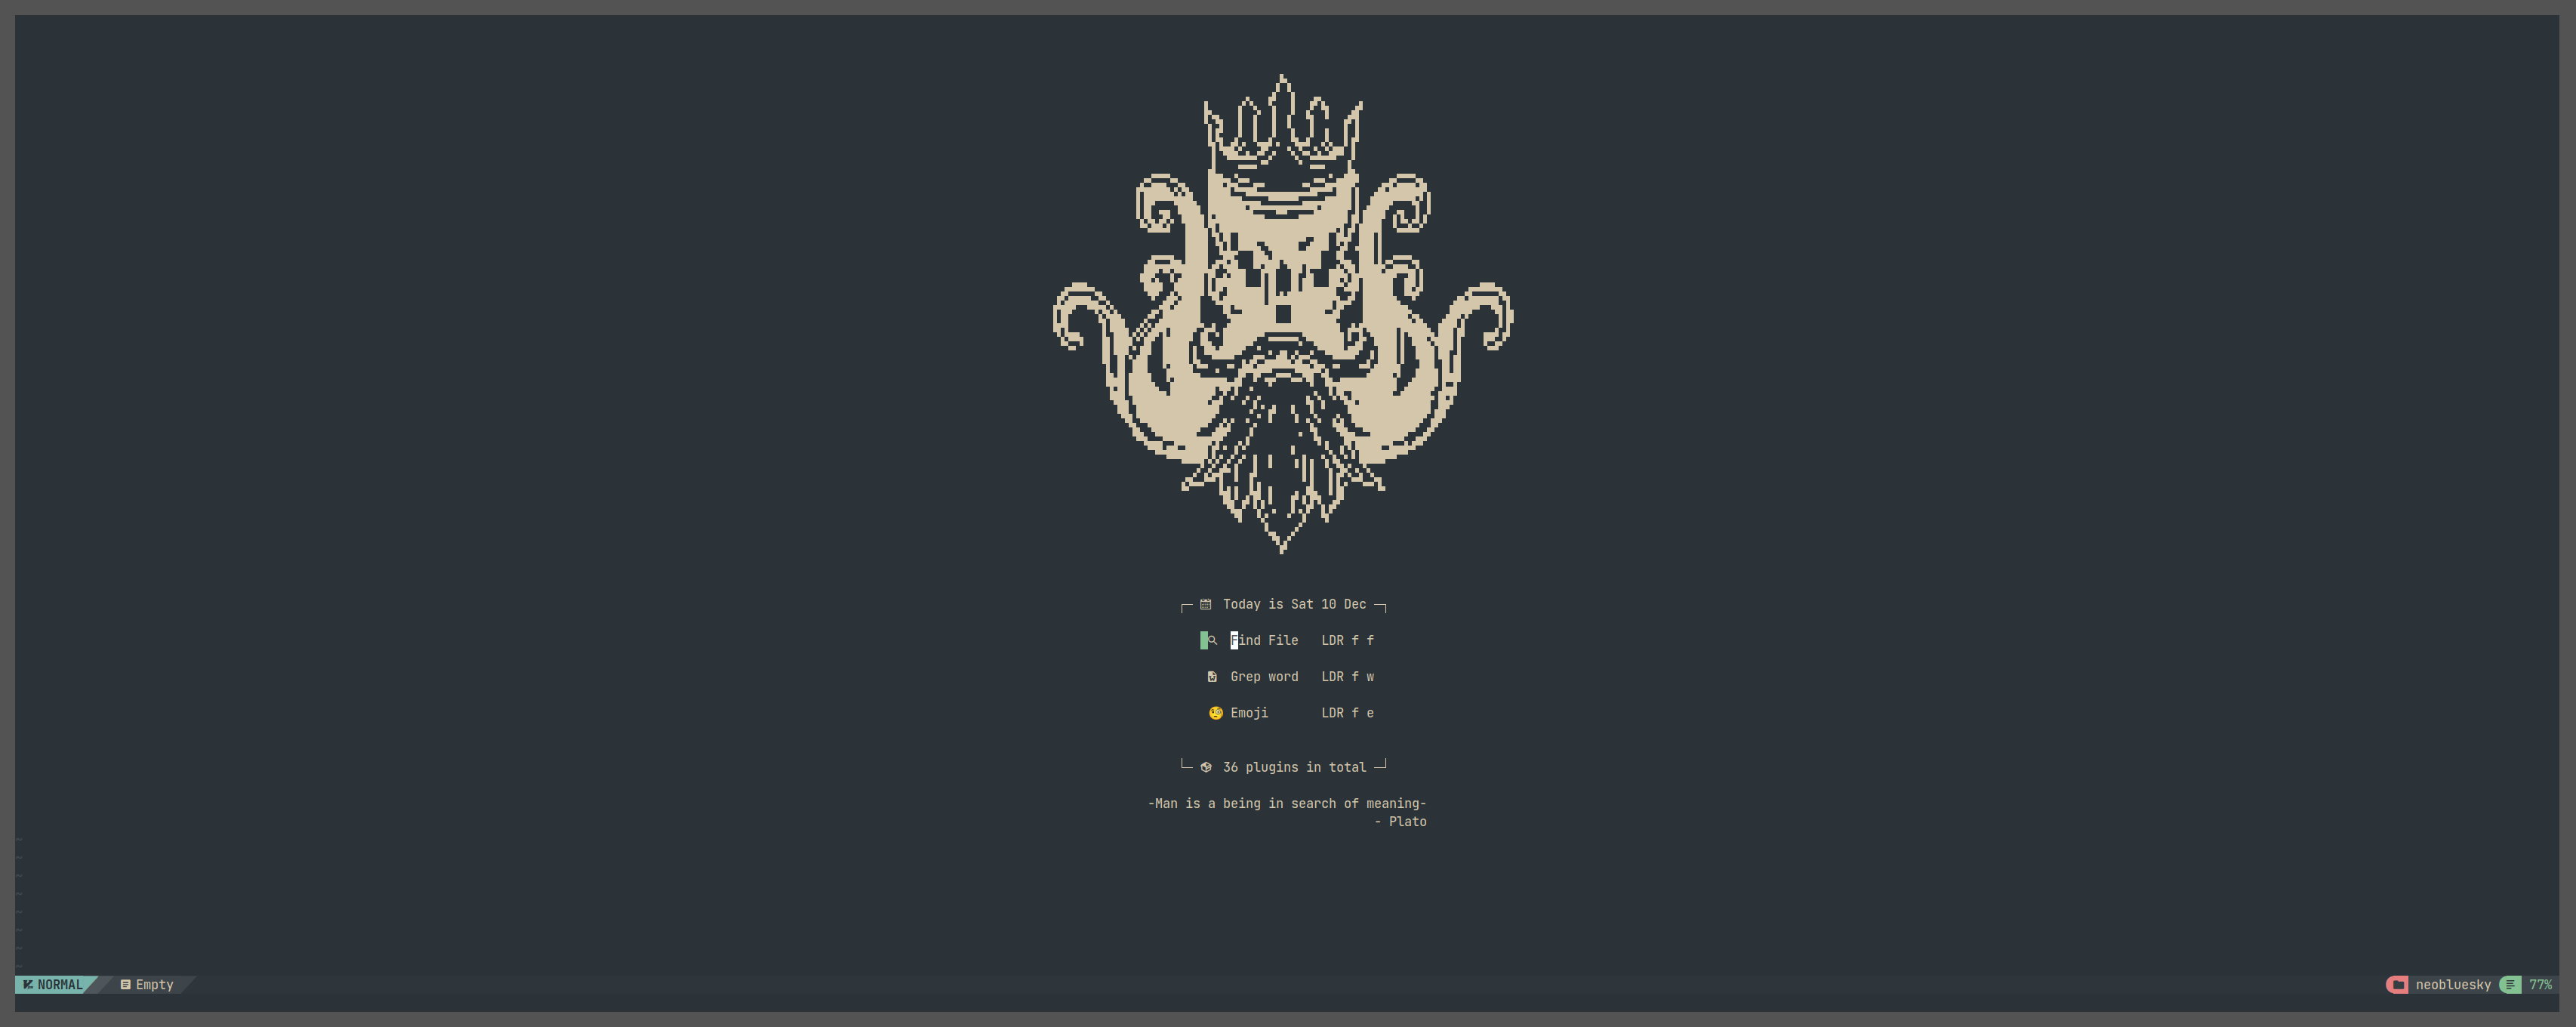 Today is Sat 10 Dec
Find File LDR f f
Grep word LDR f w
🧐 Emoji LDR f e
36 plugins in total
-Man is a being in search of meaning-
- Plato
~
~
~
~
~
~
~
~
NORMAL Empty neobluesky 77%